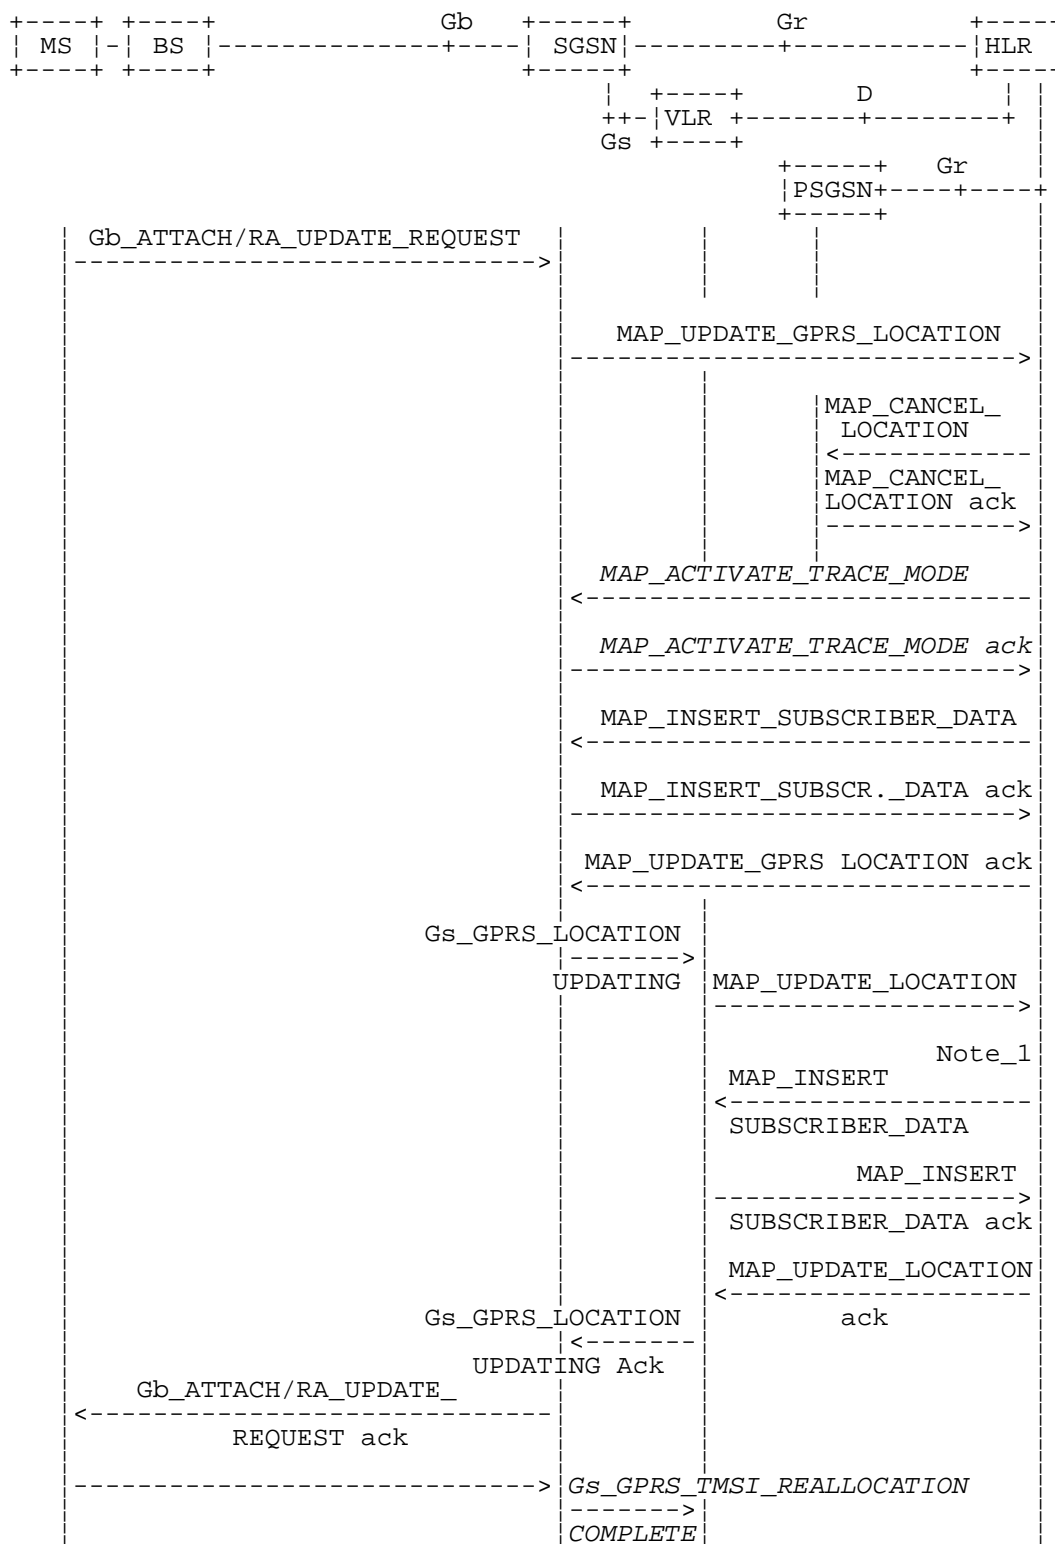 Gb Gr
MS BS SGSN HLR
D
VLR
Gs
Gr
PSGSN
Gb_ATTACH/RA_UPDATE_REQUEST
MAP_UPDATE_GPRS_LOCATION
MAP_CANCEL_
LOCATION
MAP_CANCEL_
LOCATION ack
MAP_ACTIVATE_TRACE_MODE
MAP_ACTIVATE_TRACE_MODE ack
MAP_INSERT_SUBSCRIBER_DATA
MAP_INSERT_SUBSCR._DATA ack
MAP_UPDATE_GPRS LOCATION ack
Gs_GPRS_LOCATION
UPDATING MAP_UPDATE_LOCATION
Note_1
MAP_INSERT
SUBSCRIBER_DATA
MAP_INSERT
SUBSCRIBER_DATA ack
MAP_UPDATE_LOCATION
Gs_GPRS_LOCATION ack
UPDATING Ack
Gb_ATTACH/RA_UPDATE_
REQUEST ack
Gs_GPRS_TMSI_REALLOCATION
COMPLETE